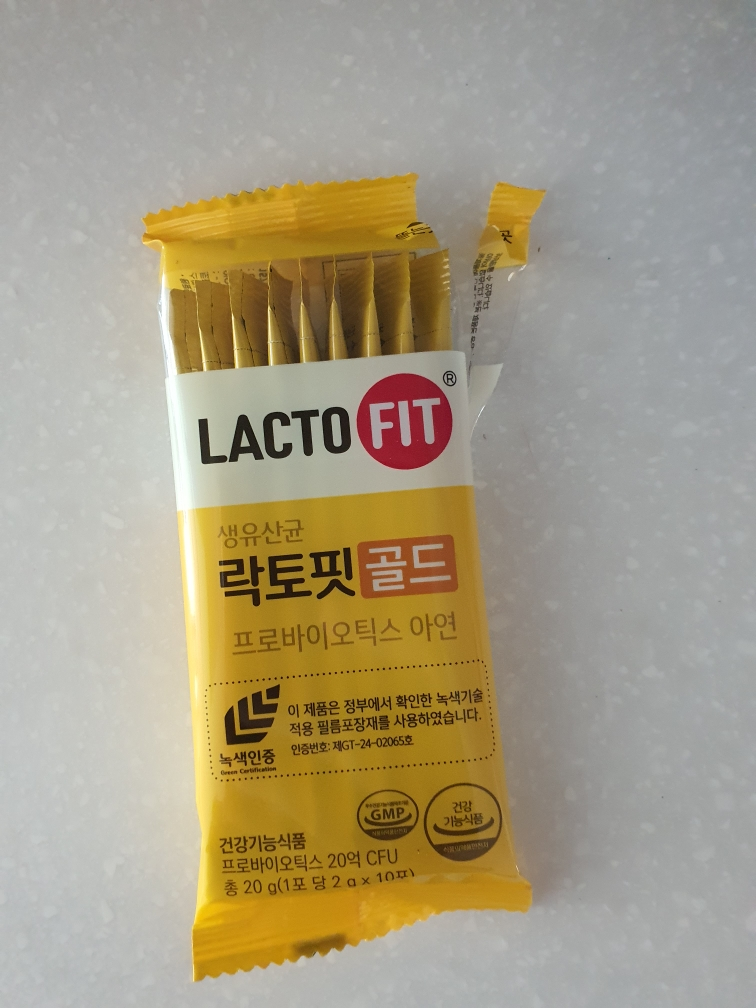 LACTO FIT ®
생유산균
락토핏 골드
프로바이오틱스 아연
이 제품은 정부에서 확인한 녹색기술
적용 필름포장재를 사용하였습니다.
인증번호: 제GT-24-02065호
녹색인증
Green Certification
GMP
건강
기능식품
건강기능식품
프로바이오틱스 20억 CFU
총 20 g(1포 당 2 g x 10포)